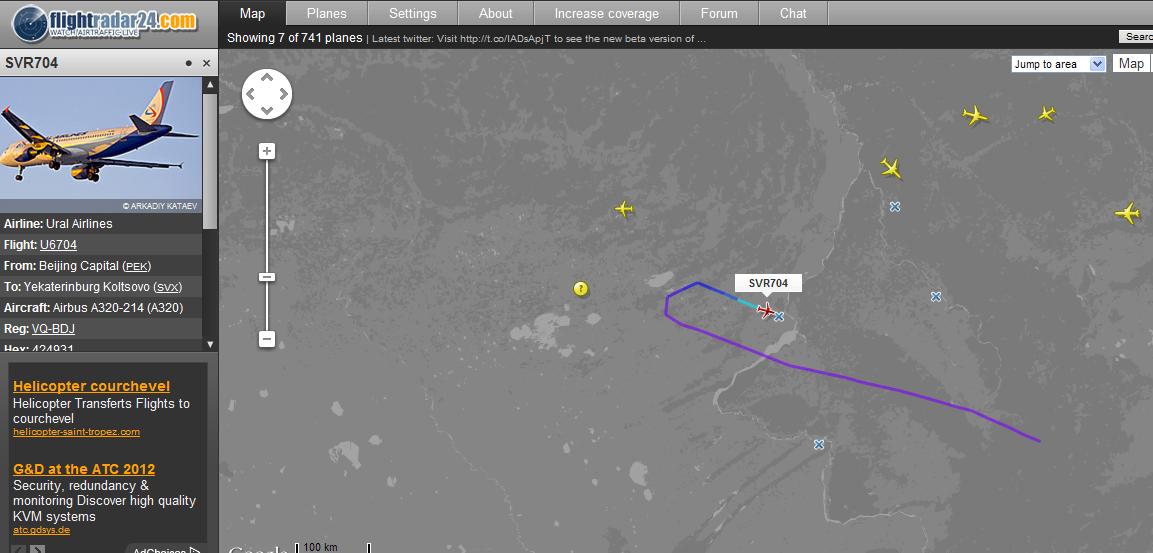 flightradar24.com
WATCH AIR TRAFFIC LIVE
Map Planes Settings About Increase coverage Forum Chat
Showing 7 of 741 planes | Latest twitter: Visit http://t.co/IADsApjT to see the new beta version of ...
Jump to area Map
SVR704
© ARKADIY KATAEV
Airline: Ural Airlines
Flight: U6704
From: Beijing Capital (PEK)
To: Yekaterinburg Koltsovo (SVX)
Aircraft: Airbus A320-214 (A320)
Reg: VQ-BDJ
Hex: 424931
Helicopter courchevel
Helicopter Transferts Flights to
courchevel
helicopter-saint-tropez.com
G&D at the ATC 2012
Security, redundancy &
monitoring Discover high quality
KVM systems
atc.gdsys.de
AdChoices
SVR704
?
Google
100 km